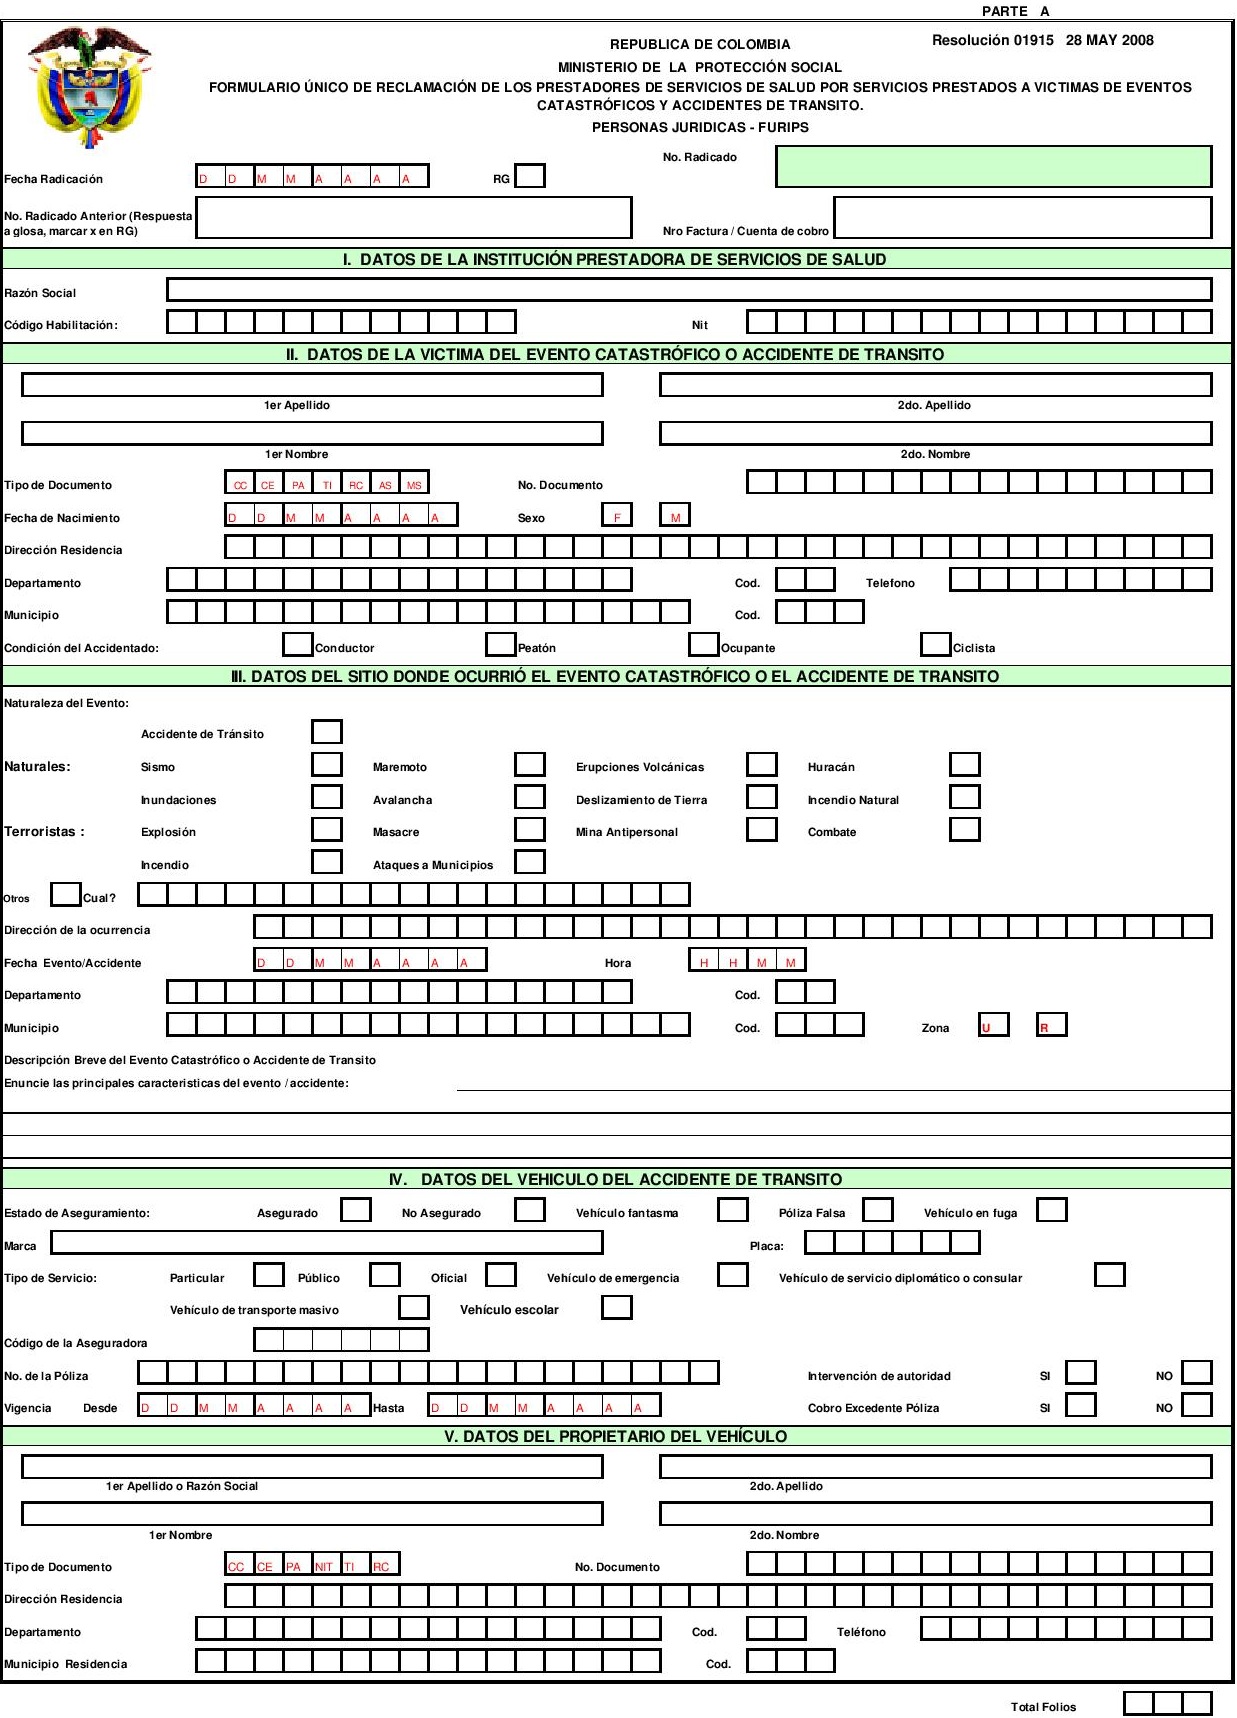 PARTE A
REPUBLICA DE COLOMBIA
Resolución 01915 28 MAY 2008
MINISTERIO DE LA PROTECCIÓN SOCIAL
FORMULARIO ÚNICO DE RECLAMACIÓN DE LOS PRESTADORES DE SERVICIOS DE SALUD POR SERVICIOS PRESTADOS A VICTIMAS DE EVENTOS
CATASTRÓFICOS Y ACCIDENTES DE TRANSITO.
PERSONAS JURIDICAS - FURIPS
No. Radicado
Fecha Radicación D D M M A A A A RG
No. Radicado Anterior (Respuesta
a glosa, marcar x en RG) Nro Factura / Cuenta de cobro
I. DATOS DE LA INSTITUCIÓN PRESTADORA DE SERVICIOS DE SALUD
Razón Social
Código Habilitación: Nit
II. DATOS DE LA VICTIMA DEL EVENTO CATASTRÓFICO O ACCIDENTE DE TRANSITO
1er Apellido 2do. Apellido
1er Nombre 2do. Nombre
Tipo de Documento CC CE PA TI RC AS MS No. Documento
Fecha de Nacimiento D D M M A A A A Sexo F M
Dirección Residencia
Departamento Cod. Telefono
Municipio Cod.
Condición del Accidentado: Conductor Peatón Ocupante Ciclista
III. DATOS DEL SITIO DONDE OCURRIÓ EL EVENTO CATASTRÓFICO O EL ACCIDENTE DE TRANSITO
Naturaleza del Evento:
Accidente de Tránsito
Naturales: Sismo Maremoto Erupciones Volcánicas Huracán
Inundaciones Avalancha Deslizamiento de Tierra Incendio Natural
Terroristas : Explosión Masacre Mina Antipersonal Combate
Incendio Ataques a Municipios
Otros Cual?
Dirección de la ocurrencia
Fecha Evento/Accidente D D M M A A A A Hora H H M M
Departamento Cod.
Municipio Cod. Zona U R
Descripción Breve del Evento Catastrófico o Accidente de Transito
Enuncie las principales caracteristicas del evento / accidente:
IV. DATOS DEL VEHICULO DEL ACCIDENTE DE TRANSITO
Estado de Aseguramiento: Asegurado No Asegurado Vehículo fantasma Póliza Falsa Vehículo en fuga
Marca Placa:
Tipo de Servicio: Particular Público Oficial Vehículo de emergencia Vehículo de servicio diplomático o consular
Vehículo de transporte masivo Vehículo escolar
Código de la Aseguradora
No. de la Póliza Intervención de autoridad SI NO
Vigencia Desde D D M M A A A A Hasta D D M M A A A A Cobro Excedente Póliza SI NO
V. DATOS DEL PROPIETARIO DEL VEHÍCULO
1er Apellido o Razón Social 2do. Apellido
1er Nombre 2do. Nombre
Tipo de Documento CC CE PA NIT TI RC No. Documento
Dirección Residencia
Departamento Cod. Teléfono
Municipio Residencia Cod.
Total Folios